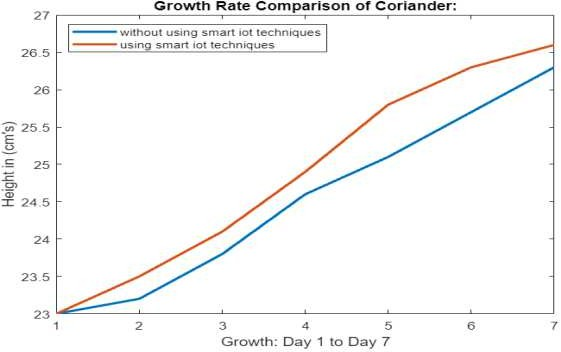 Growth Rate Comparison of Coriander:
without using smart iot techniques
using smart iot techniques
Height in (cm's)
27
26.5
26
25.5
25
24.5
24
23.5
23
1 2 3 4 5 6 7
Growth: Day 1 to Day 7